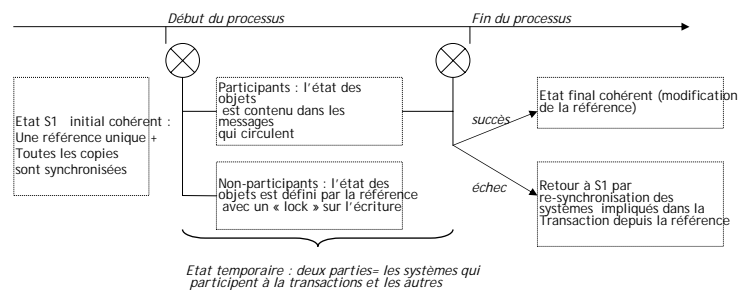 Début du processus
Fin du processus
Etat S1 initial cohérent :
Une référence unique +
Toutes les copies
sont synchronisées
Participants : l'état des
objets
est contenu dans les
messages
qui circulent
Non-participants : l'état des
objets est défini par la référence
avec un « lock » sur l'écriture
succès
échec
Etat final cohérent (modification
de la référence)
Retour à S1 par
re-synchronisation des
systèmes impliqués dans la
Transaction depuis la référence
Etat temporaire : deux parties= les systèmes qui
participent à la transactions et les autres